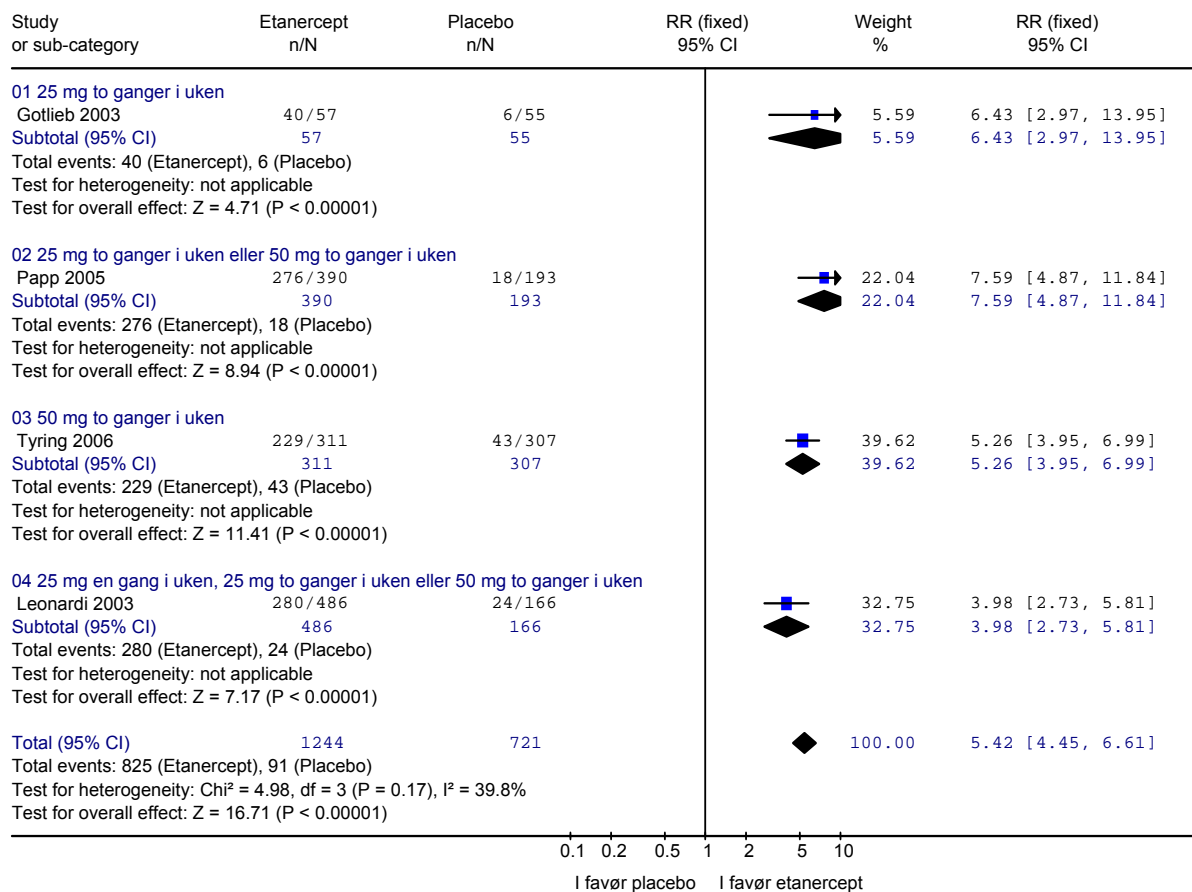 Study Etanercept Placebo RR (fixed) Weight RR (fixed)
or sub-category n/N n/N 95% CI % 95% CI
01 25 mg to ganger i uken
Gotlieb 2003 40/57 6/55 5.59 6.43 [2.97, 13.95]
Subtotal (95% CI) 57 55 5.59 6.43 [2.97, 13.95]
Total events: 40 (Etanercept), 6 (Placebo)
Test for heterogeneity: not applicable
Test for overall effect: Z = 4.71 (P < 0.00001)
02 25 mg to ganger i uken eller 50 mg to ganger i uken
Papp 2005 276/390 18/193 22.04 7.59 [4.87, 11.84]
Subtotal (95% CI) 390 193 22.04 7.59 [4.87, 11.84]
Total events: 276 (Etanercept), 18 (Placebo)
Test for heterogeneity: not applicable
Test for overall effect: Z = 8.94 (P < 0.00001)
03 50 mg to ganger i uken
Tyring 2006 229/311 43/307 39.62 5.26 [3.95, 6.99]
Subtotal (95% CI) 311 307 39.62 5.26 [3.95, 6.99]
Total events: 229 (Etanercept), 43 (Placebo)
Test for heterogeneity: not applicable
Test for overall effect: Z = 11.41 (P < 0.00001)
04 25 mg en gang i uken, 25 mg to ganger i uken eller 50 mg to ganger i uken
Leonardi 2003 280/486 24/166 32.75 3.98 [2.73, 5.81]
Subtotal (95% CI) 486 166 32.75 3.98 [2.73, 5.81]
Total events: 280 (Etanercept), 24 (Placebo)
Test for heterogeneity: not applicable
Test for overall effect: Z = 7.17 (P < 0.00001)
Total (95% CI) 1244 721 100.00 5.42 [4.45, 6.61]
Total events: 825 (Etanercept), 91 (Placebo)
Test for heterogeneity: Chi² = 4.98, df = 3 (P = 0.17), I² = 39.8%
Test for overall effect: Z = 16.71 (P < 0.00001)
0.1 0.2 0.5 1 2 5 10
I favør placebo I favør etanercept